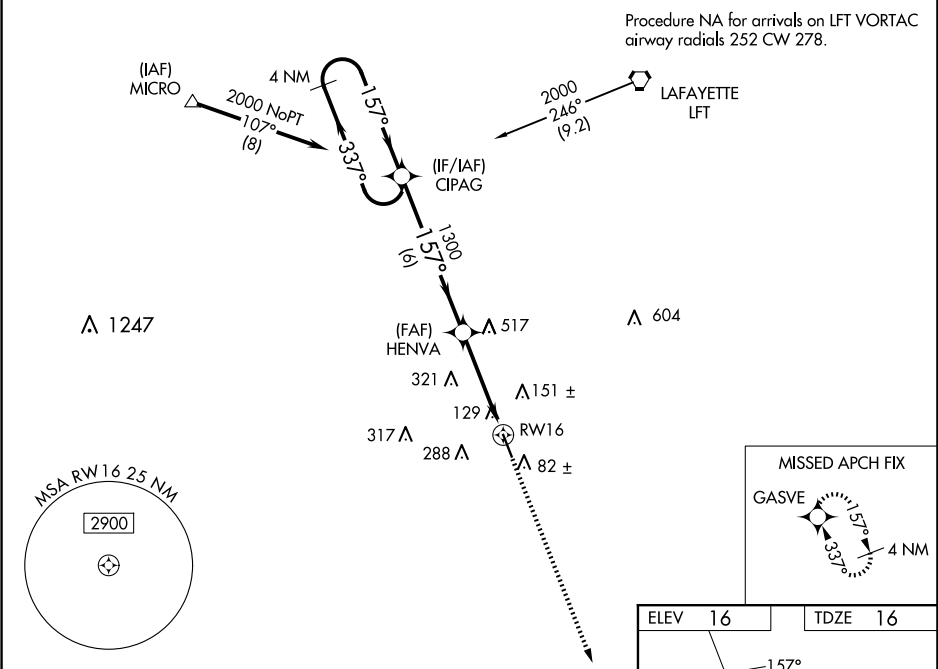 Procedure NA for arrivals on LFT VORTAC
airway radials 252 CW 278.
(IAF)
MICRO
2000 NoPT
107°
(8)
4 NM
157°
337°
(IF/IAF)
CIPAG
2000
246°
(9.2)
LAFAYETTE
LFT
1300
157°
(6)
1247
(FAF)
HENVA
517
604
321
151 ±
129
RW16
317
288
82 ±
MSA RW16 25 NM
2900
MISSED APCH FIX
GASVE
157°
337°
4 NM
ELEV 16
TDZE 16
157°